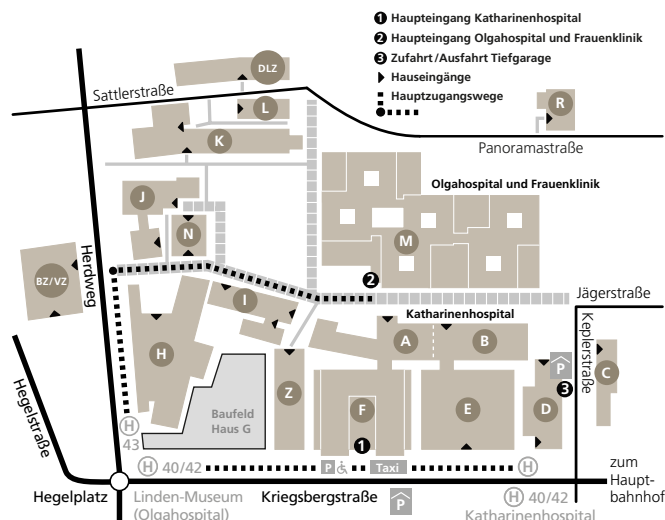 1 Haupteingang Katharinenhospital
2 Haupteingang Olgahospital und Frauenklinik
3 Zufahrt/Ausfahrt Tiefgarage
Hauseingänge
Hauptzugangswege
DLZ
Sattlerstraße
L
R
K
Panoramastraße
Olgahospital und Frauenklinik
J
N
M
BZ/VZ
Herdweg
2
I
Jägerstraße
Katharinenhospital
H
A
B
Keplerstraße
P
C
3
Hegelstraße
Baufeld
Haus G
Z
F
E
D
H
43
1
H 40/42
P
Taxi
H
zum
Haupt-
bahnhof
Hegelplatz
Linden-Museum
(Olgahospital)
Kriegsbergstraße
P
H 40/42
Katharinenhospital